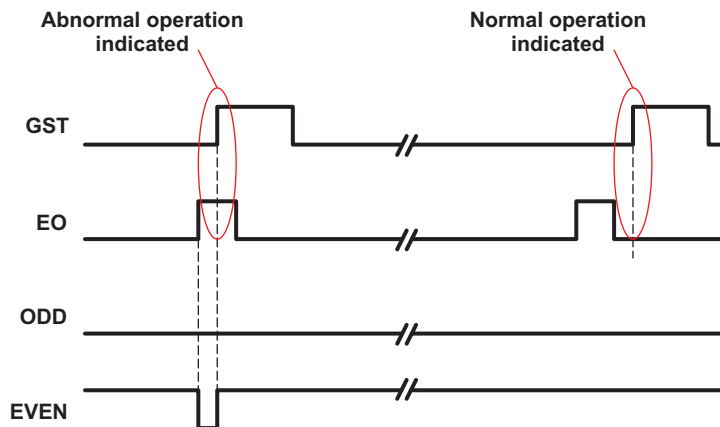 Abnormal operation
indicated
Normal operation
indicated
GST
EO
ODD
EVEN